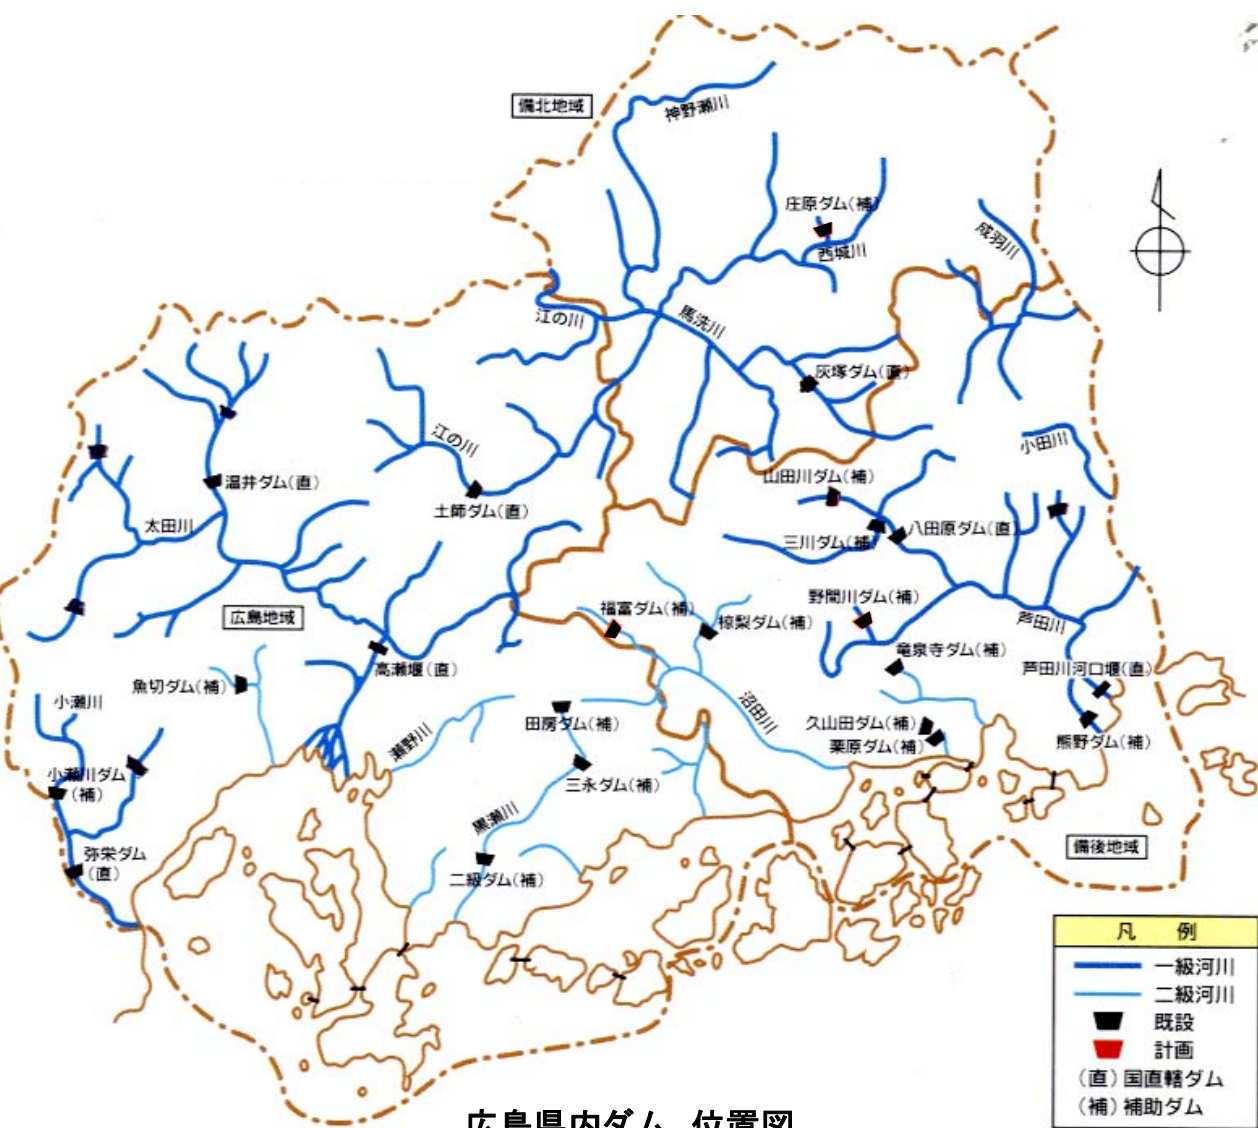 備北地域
神野瀬川
庄原ダム(補)
西城川
成羽川
江の川
馬洗川
灰塚ダム(直)
江の川
小田川
温井ダム(直)
土師ダム(直)
山田川ダム(補)
太田川
三川ダム(補)
八田原ダム(直)
広島地域
福富ダム(補)
椋梨ダム(補)
野間川ダム(補)
芦田川
高瀬堰(直)
竜泉寺ダム(補)
芦田川河口堰(直)
魚切ダム(補)
小瀬川
瀬野川
田房ダム(補)
沼田川
久山田ダム(補)
栗原ダム(補)
熊野ダム(補)
小瀬川ダム
(補)
三永ダム(補)
黒瀬川
弥栄ダム
(直)
二級ダム(補)
備後地域
凡 例
一級河川
二級河川
既設
計画
(直)国直轄ダム
(補)補助ダム
広島県内ダム 位置図